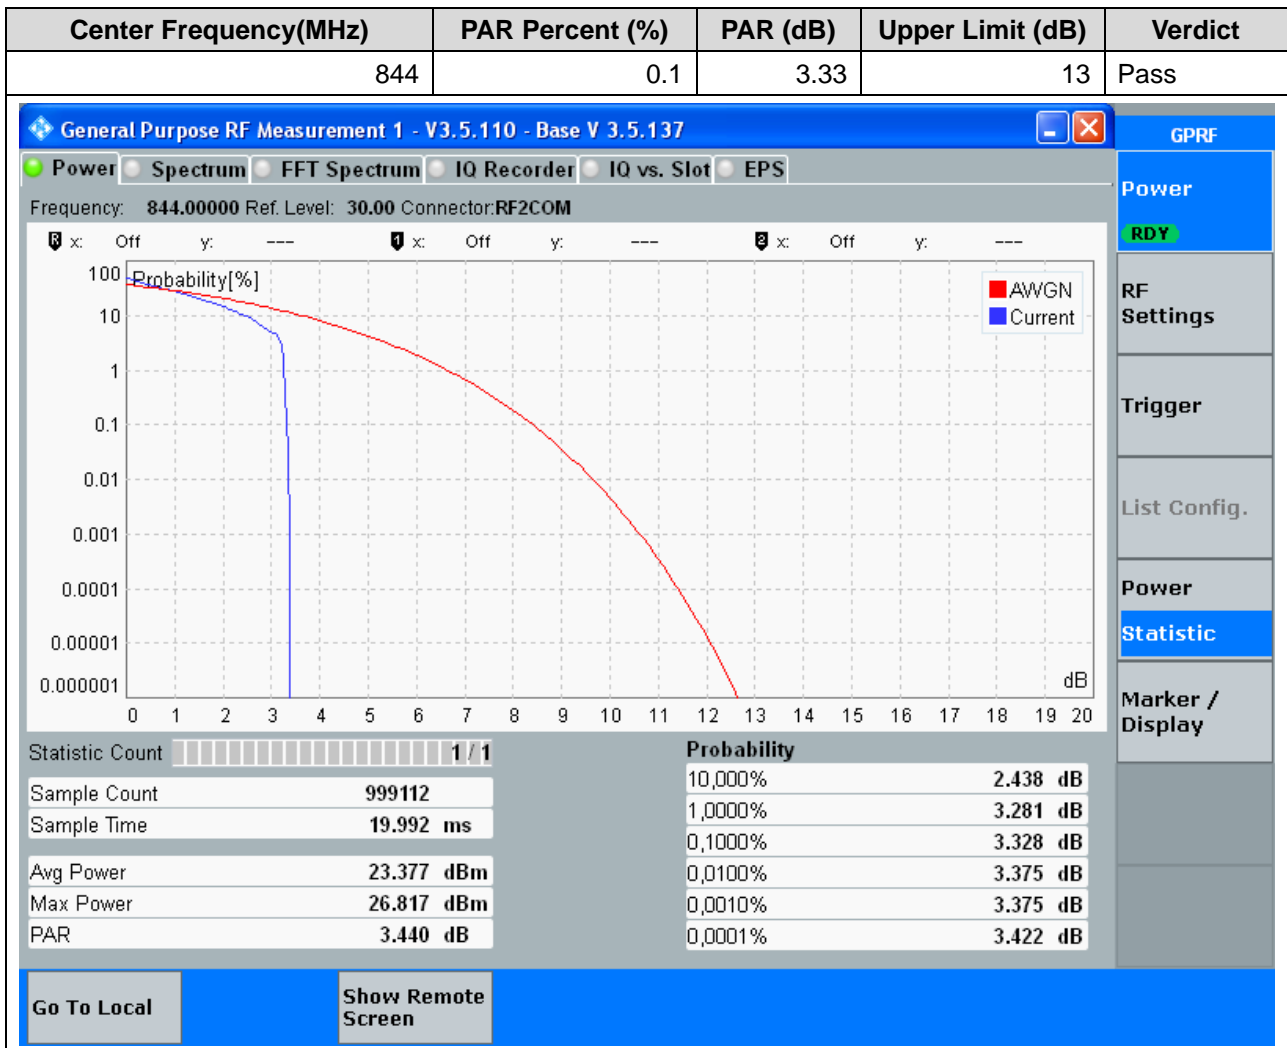 Center Frequency(MHz) PAR Percent (%) PAR (dB) Upper Limit (dB) Verdict
844 0.1 3.33 13 Pass
General Purpose RF Measurement 1 - V3.5.110 - Base V 3.5.137
GPRF
Power Spectrum FFT Spectrum IQ Recorder IQ vs. Slot EPS
Power
RDY
Frequency: 844.00000 Ref. Level: 30.00 Connector:RF2COM
R x: Off y: --- 1 x: Off y: --- 2 x: Off y: ---
Probability[%]
AWGN
Current
100
10
1
0.1
0.01
0.001
0.0001
0.00001
0.000001
dB
0 1 2 3 4 5 6 7 8 9 10 11 12 13 14 15 16 17 18 19 20
RF
Settings
Trigger
List Config.
Power
Statistic
Marker /
Display
Statistic Count 1 / 1
Sample Count 999112
Sample Time 19.992 ms
Avg Power 23.377 dBm
Max Power 26.817 dBm
PAR 3.440 dB
Probability
10,000% 2.438 dB
1,0000% 3.281 dB
0,1000% 3.328 dB
0,0100% 3.375 dB
0,0010% 3.375 dB
0,0001% 3.422 dB
Go To Local
Show Remote
Screen